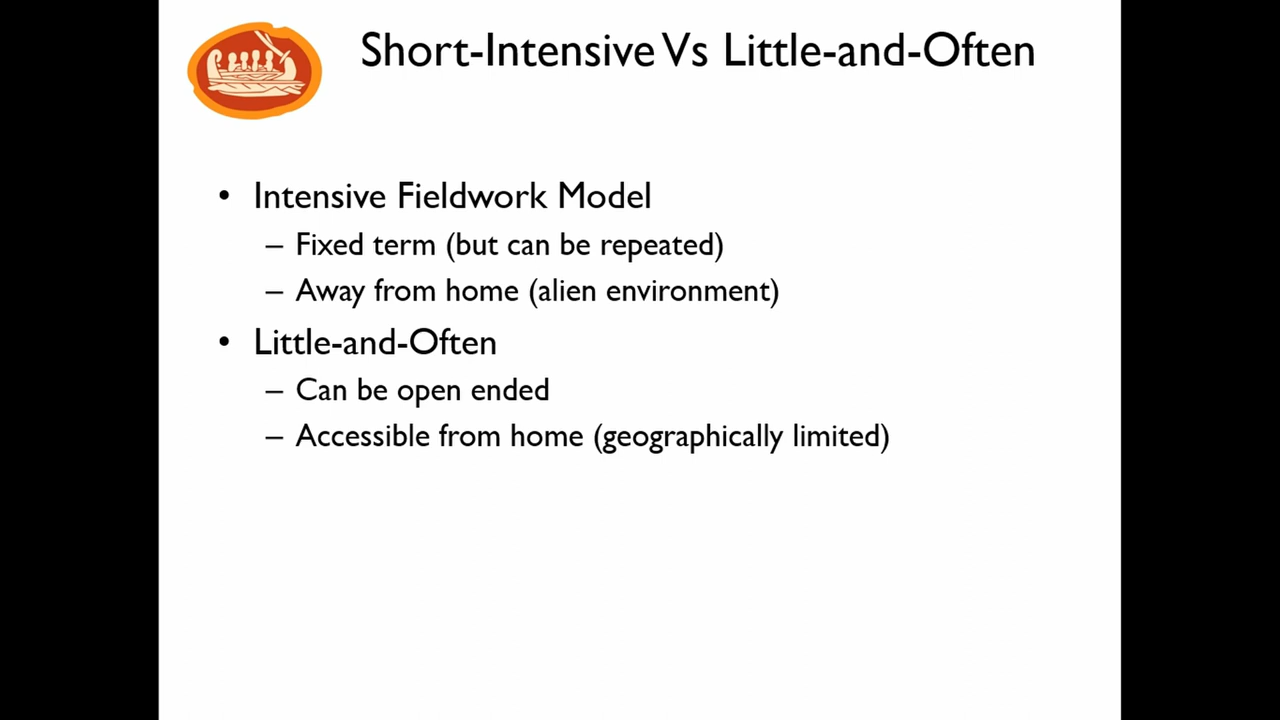 Short-Intensive Vs Little-and-Often
• Intensive Fieldwork Model
– Fixed term (but can be repeated)
– Away from home (alien environment)
• Little-and-Often
– Can be open ended
– Accessible from home (geographically limited)